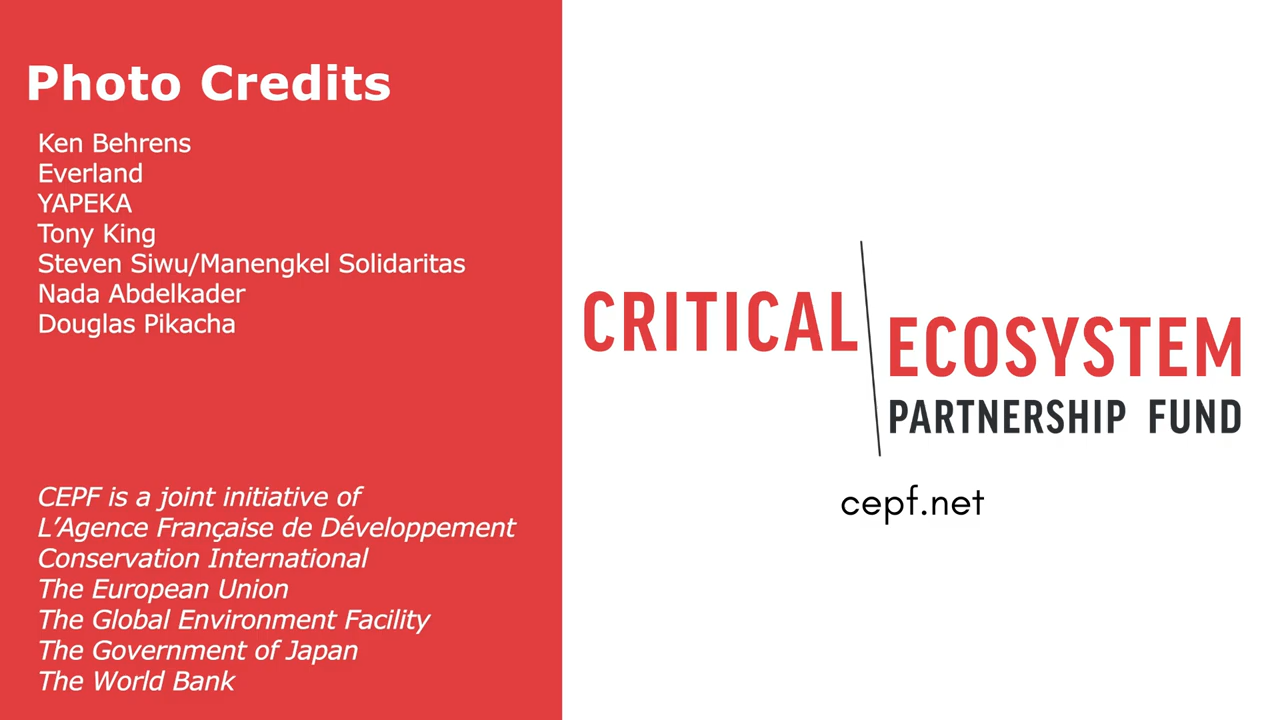 Photo Credits
Ken Behrens
Everland
YAPEKA
Tony King
Steven Siwu/Manengkel Solidaritas
Nada Abdelkader
Douglas Pikacha
CEPF is a joint initiative of
L’Agence Française de Développement
Conservation International
The European Union
The Global Environment Facility
The Government of Japan
The World Bank
CRITICAL
ECOSYSTEM
PARTNERSHIP FUND
cepf.net